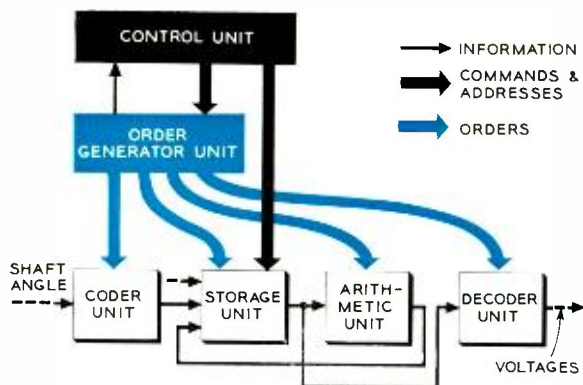 CONTROL UNIT
INFORMATION
COMMANDS &
ADDRESSES
ORDERS
ORDER
GENERATOR UNIT
SHAFT
ANGLE
CODER
UNIT
STORAGE
UNIT
ARITH-
METIC
UNIT
DECODER
UNIT
VOLTAGES